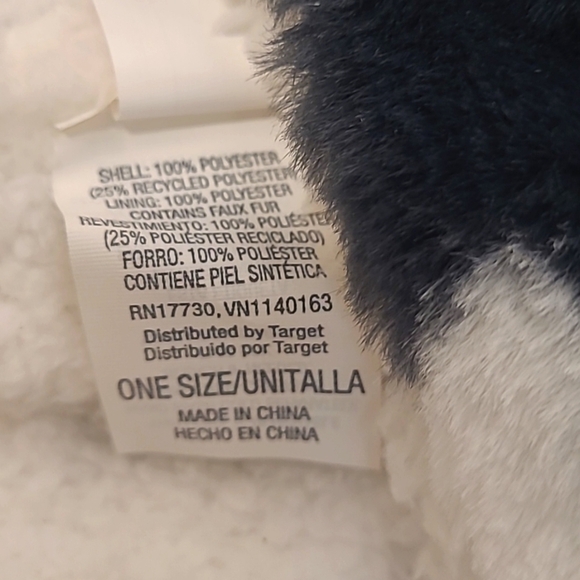 SHELL: 100% POLYESTER
(25% RECYCLED POLYESTER)
LINING: 100% POLYESTER
CONTAINS FAUX FUR
REVESTIMIENTO: 100% POLIÉSTER
(25% POLIÉSTER RECICLADO)
FORRO: 100% POLIÉSTER
CONTIENE PIEL SINTÉTICA
RN17730, VN1140163
Distributed by Target
Distribuido por Target
ONE SIZE/UNITALLA
MADE IN CHINA
HECHO EN CHINA